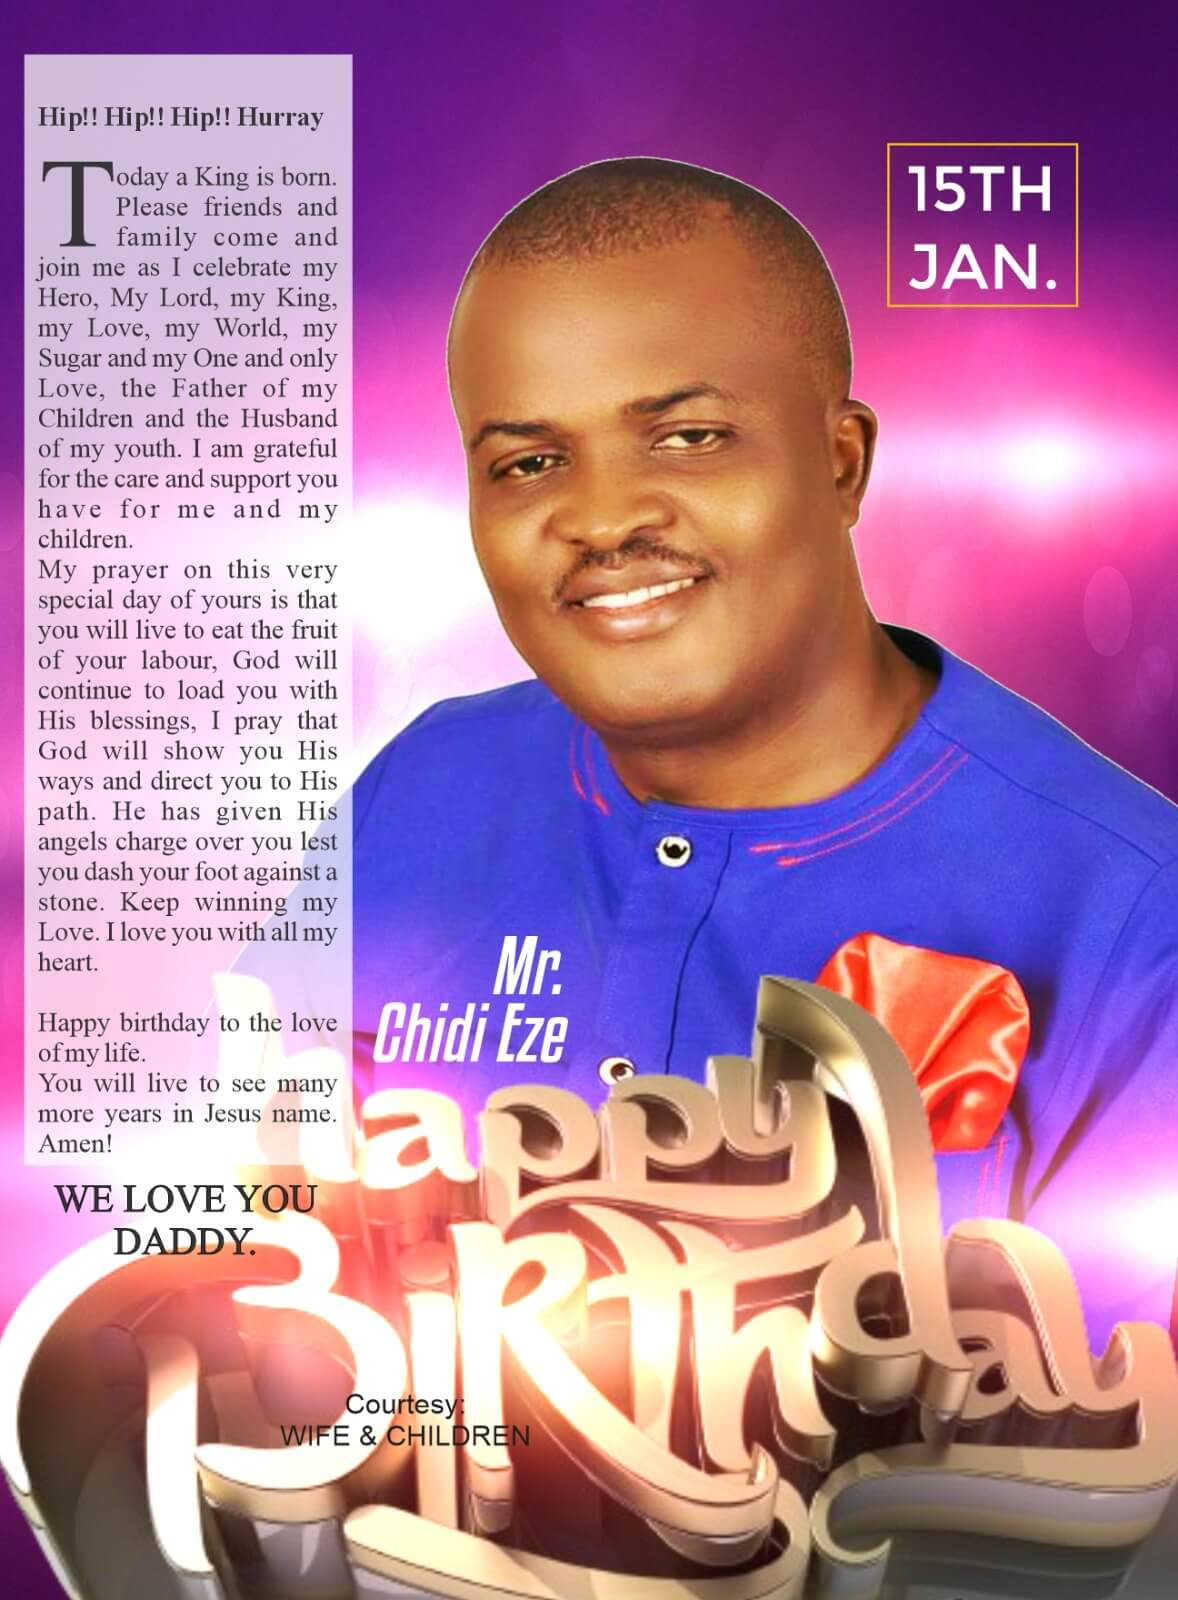 Hip!! Hip!! Hip!! Hurray
Today a King is born.
Please friends and
family come and
join me as I celebrate my
Hero, My Lord, my King,
my Love, my World, my
Sugar and my One and only
Love, the Father of my
Children and the Husband
of my youth. I am grateful
for the care and support you
have for me and my
children.
My prayer on this very
special day of yours is that
you will live to eat the fruit
of your labour, God will
continue to load you with
His blessings, I pray that
God will show you His
ways and direct you to His
path. He has given His
angels charge over you lest
you dash your foot against a
stone. Keep winning my
Love. I love you with all my
heart.
Happy birthday to the love
of my life.
You will live to see many
more years in Jesus name.
Amen!
WE LOVE YOU
DADDY.
15TH
JAN.
Mr.
Chidi Eze
happy
BiRthday
Courtesy:
WIFE & CHILDREN